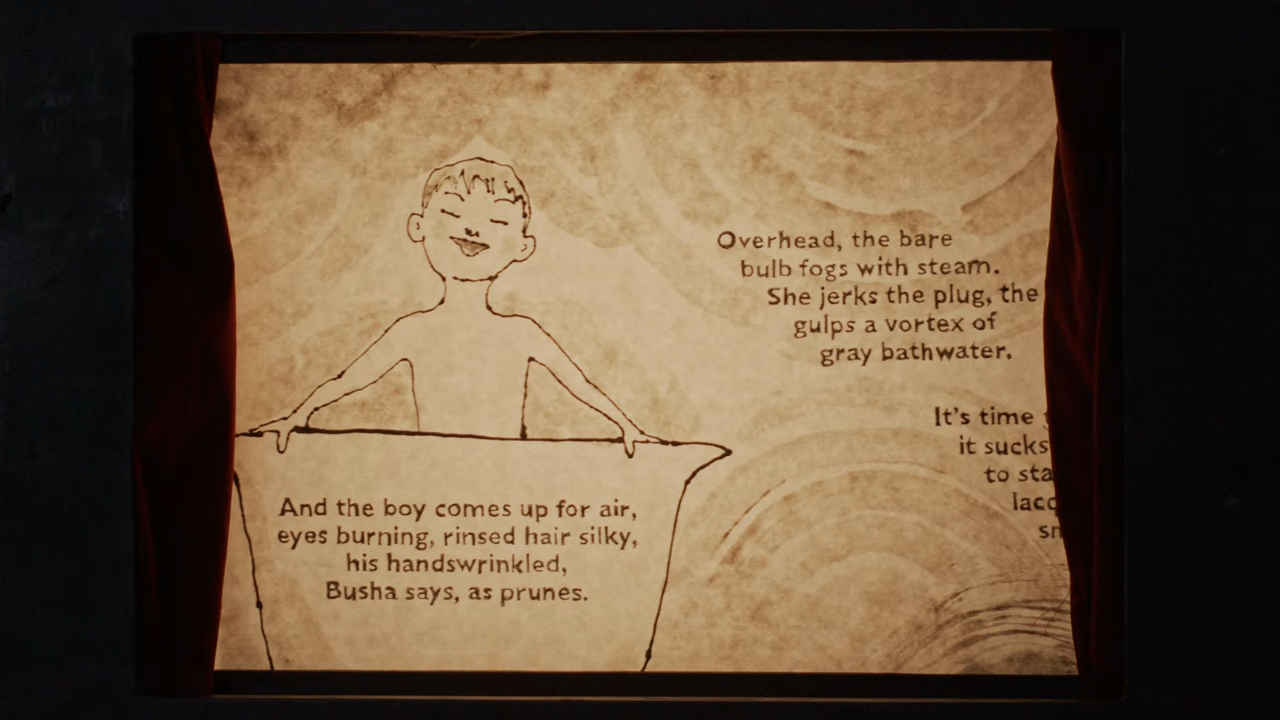 Overhead, the bare
bulb fogs with steam.
She jerks the plug, the
gulps a vortex of
gray bathwater.
It's time
it sucks
to
And the boy comes up for air,
eyes burning, rinsed hair silky,
his handswrinkled,
Busha says, as prunes.